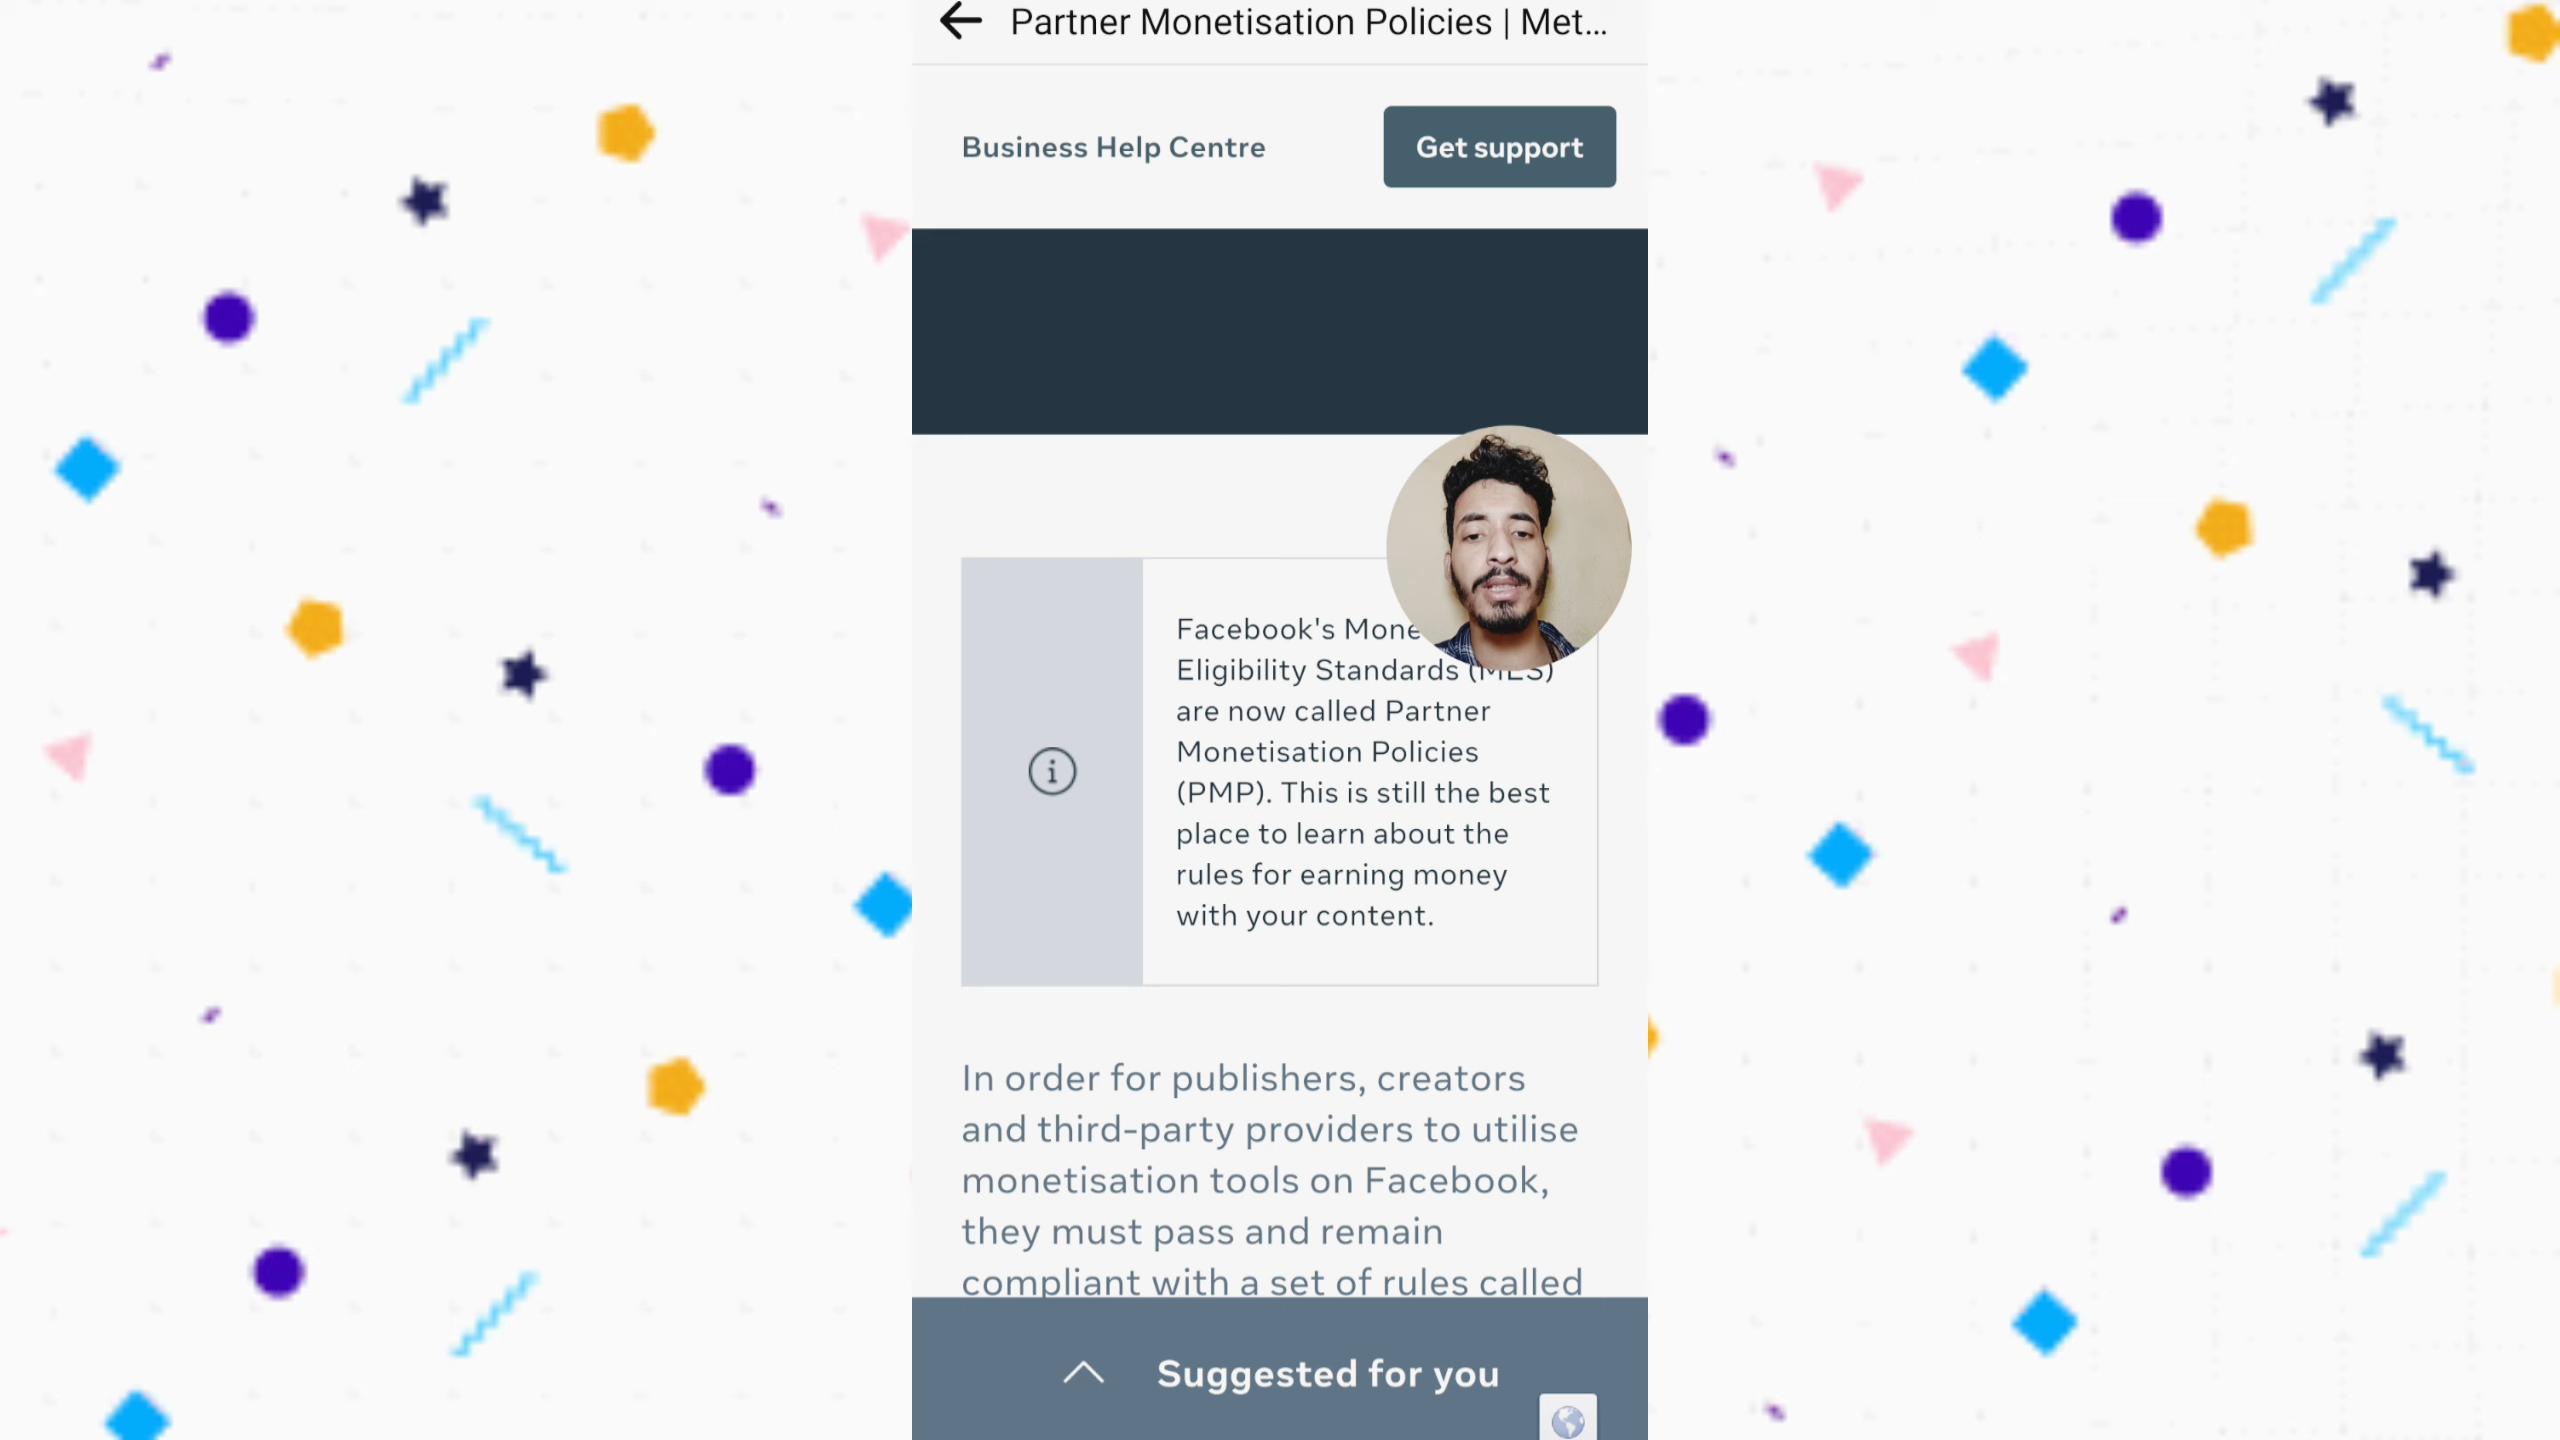 Partner Monetisation Policies | Met...
Business Help Centre
Get support
Facebook's Mone
Eligibility Standards (MES)
are now called Partner
Monetisation Policies
(PMP). This is still the best
place to learn about the
rules for earning money
with your content.
In order for publishers, creators
and third-party providers to utilise
monetisation tools on Facebook,
they must pass and remain
compliant with a set of rules called
Suggested for you